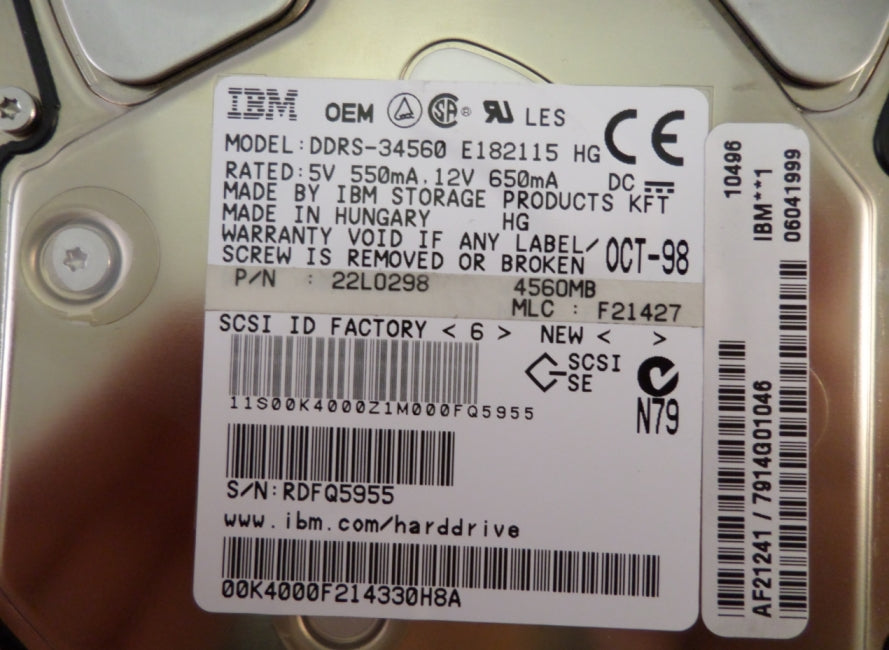 IBM OEM SA ® UR LES CE
MODEL:DDRS-34560 E182115 HG
RATED:5V 550mA,12V 650mA DC
MADE BY IBM STORAGE PRODUCTS KFT
MADE IN HUNGARY HG
WARRANTY VOID IF ANY LABEL/
SCREW IS REMOVED OR BROKEN OCT-98
P/N : 22L0298 4560MB
MLC : F21427
SCSI ID FACTORY < 6 > NEW < >
SCSI
SE
N79
11S00K4000Z1M000FQ5955
S/N:RDFQ5955
www.ibm.com/harddrive
00K4000F214330H8A
10496
IBM**1
06041999
AF21241 / 7914G01046